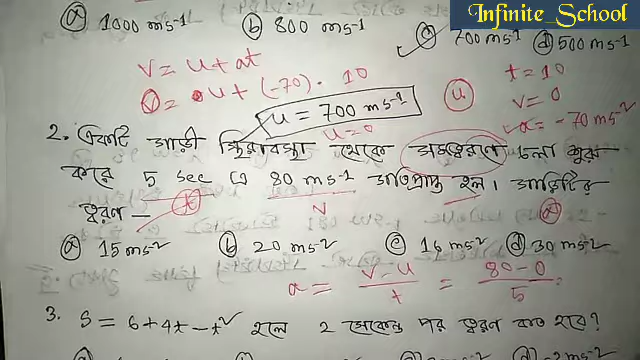 Infinite_School
ⓐ 1000 ms⁻¹ ⓑ 800 ms⁻¹ ⓒ 700 ms⁻¹ ⓓ 500 ms⁻¹
v = u + at t = 10
0 = u + (-70) · 10 ⓤ v = 0
u = 700 ms⁻¹ a = -70 ms⁻²
u = 0
2. একটি গাড়ী স্থিরাবস্থা থেকে সমত্বরণে চলা শুরু
করে 5 sec এ 80 ms⁻¹ গতিপ্রাপ্ত হল। গাড়িটির
t v
ত্বরণ — a
ⓐ 15 ms⁻² ⓑ 20 ms⁻² ⓒ 16 ms⁻² ⓓ 30 ms⁻²
a = v - u / t = 80 - 0 / 5
3. S = 6 + 4t - t² হলে 2 সেকেন্ড পর ত্বরণ কত হবে?